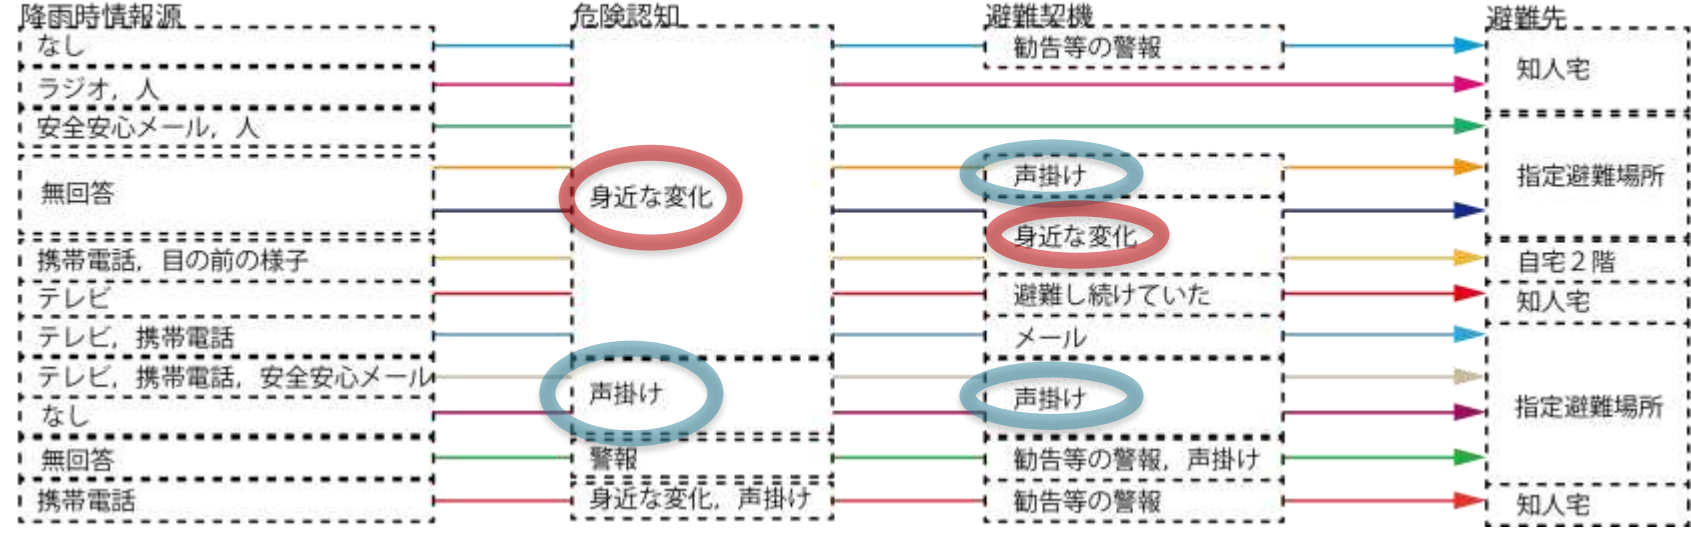 降雨時情報源
なし
ラジオ，人
安全安心メール，人
無回答
携帯電話，目の前の様子
テレビ
テレビ，携帯電話
テレビ，携帯電話，安全安心メール
なし
無回答
携帯電話
危険認知
身近な変化
声掛け
警報
身近な変化，声掛け
避難契機
勧告等の警報
声掛け
身近な変化
避難し続けていた
メール
声掛け
勧告等の警報，声掛け
勧告等の警報
避難先
知人宅
指定避難場所
自宅２階
知人宅
指定避難場所
知人宅